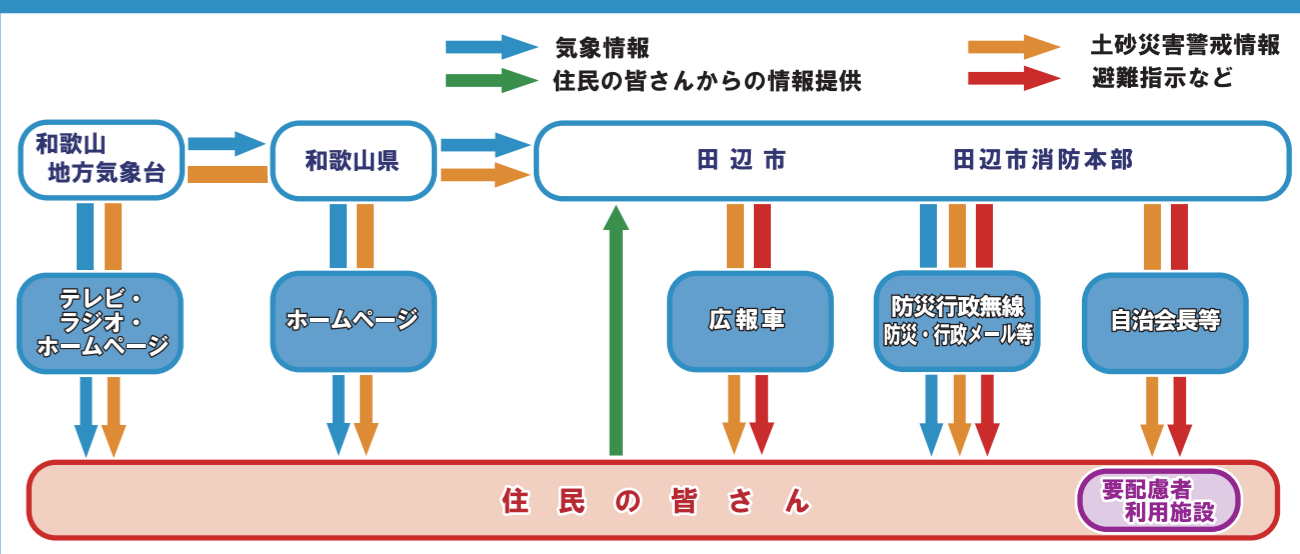 気象情報
住民の皆さんからの情報提供
土砂災害警戒情報
避難指示など
和歌山
地方気象台
和歌山県
田辺市
田辺市消防本部
テレビ・
ラジオ・
ホームページ
ホームページ
広報車
防災行政無線
防災・行政メール等
自治会長等
住民の皆さん
要配慮者
利用施設